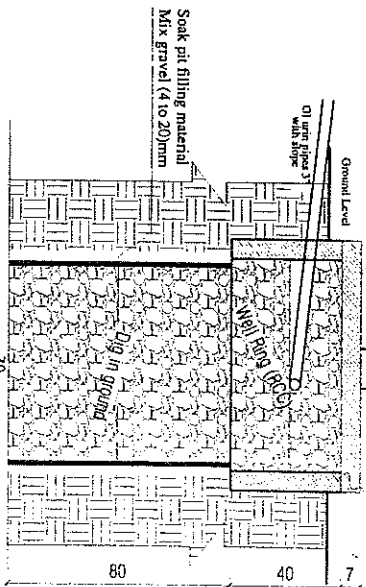 Ground Level
CI urin pipes 3"
with slope
Soak pit filling material
Mix gravel (4 to 20)mm
Well Ring (RCC)
Dig in ground
7
40
80